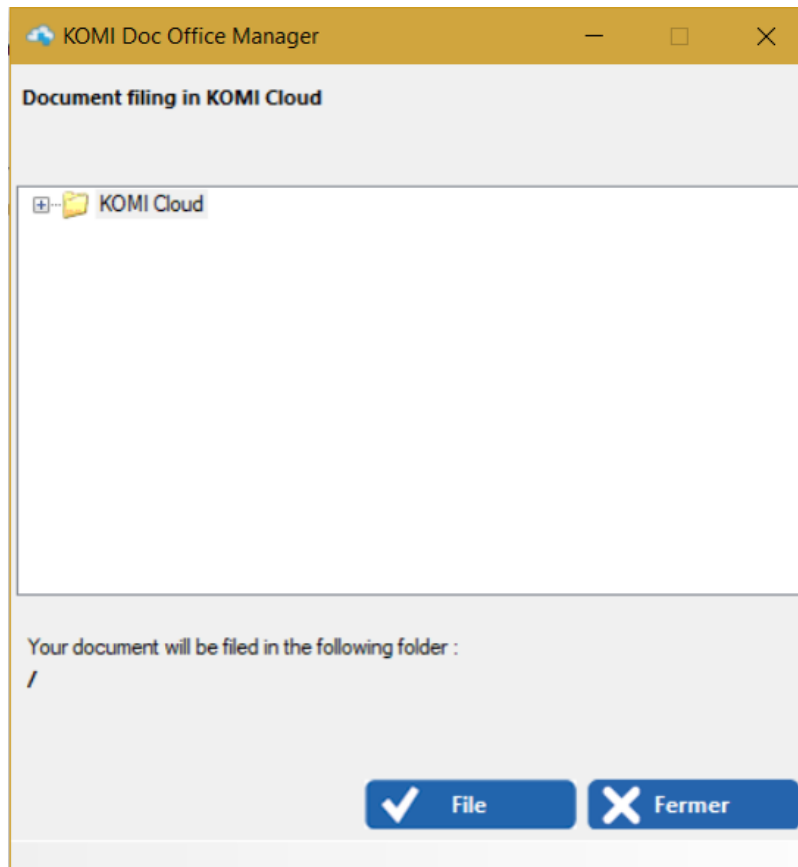 KOMI Doc Office Manager
Document filing in KOMI Cloud
KOMI Cloud
Your document will be filed in the following folder :
/
File
Fermer